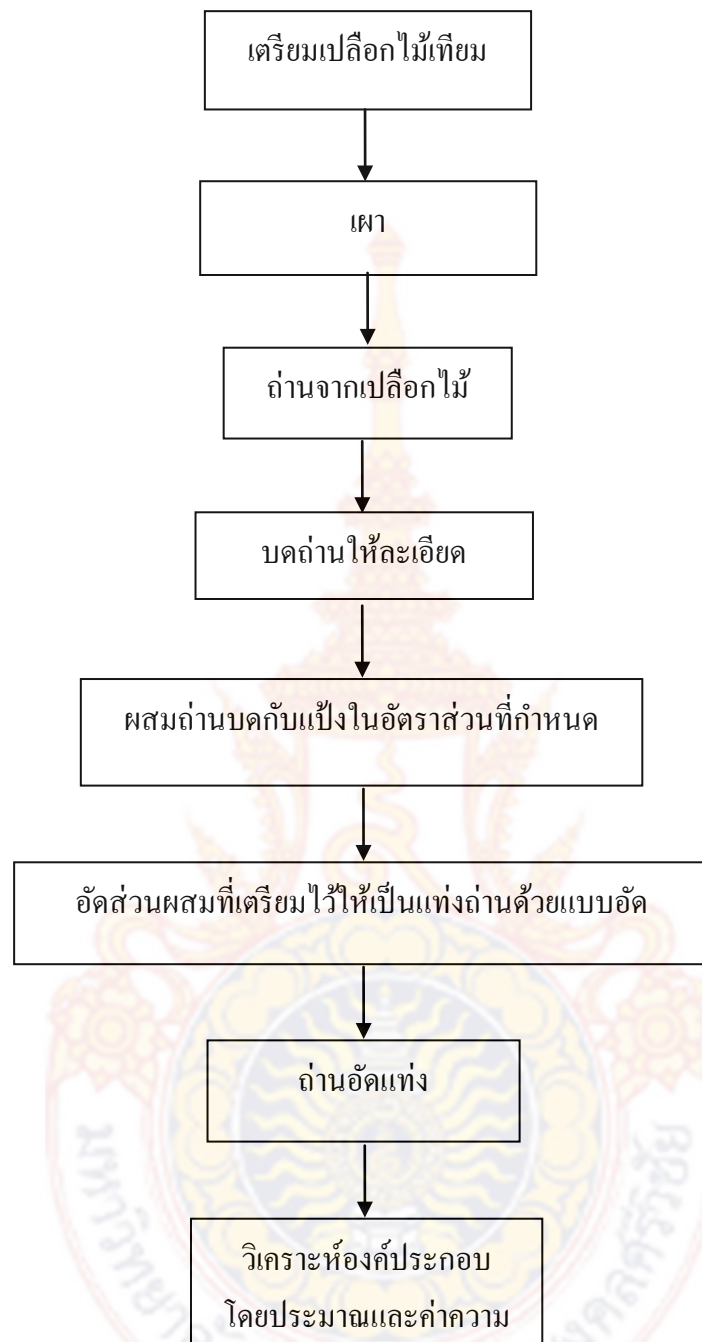 เตรียมเปลือกไม้เทียม
เผา
ถ่านจากเปลือกไม้
บดถ่านให้ละเอียด
ผสมถ่านบดกับแป้งในอัตราส่วนที่กำหนด
อัดส่วนผสมที่เตรียมไว้ให้เป็นแท่งถ่านด้วยแบบอัด
ถ่านอัดแท่ง
วิเคราะห์องค์ประกอบ
โดยประมาณและค่าความ